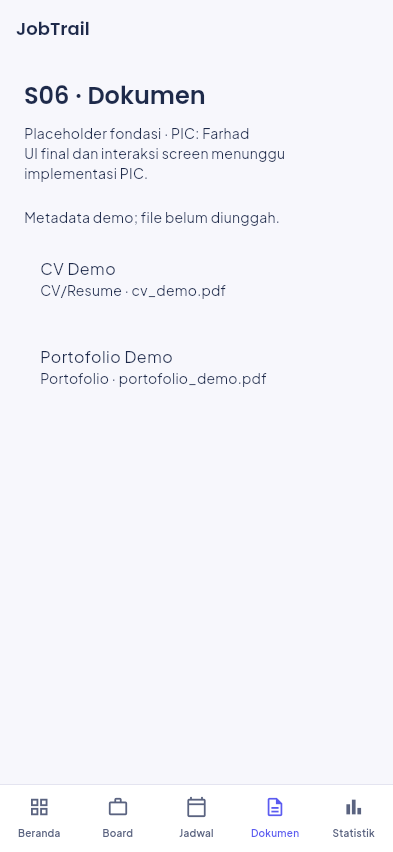 JobTrail
S06 · Dokumen
Placeholder fondasi · PIC: Farhad
UI final dan interaksi screen menunggu
implementasi PIC.
Metadata demo; file belum diunggah.
CV Demo
CV/Resume · cv_demo.pdf
Portofolio Demo
Portofolio · portofolio_demo.pdf
Beranda
Board
Jadwal
Dokumen
Statistik